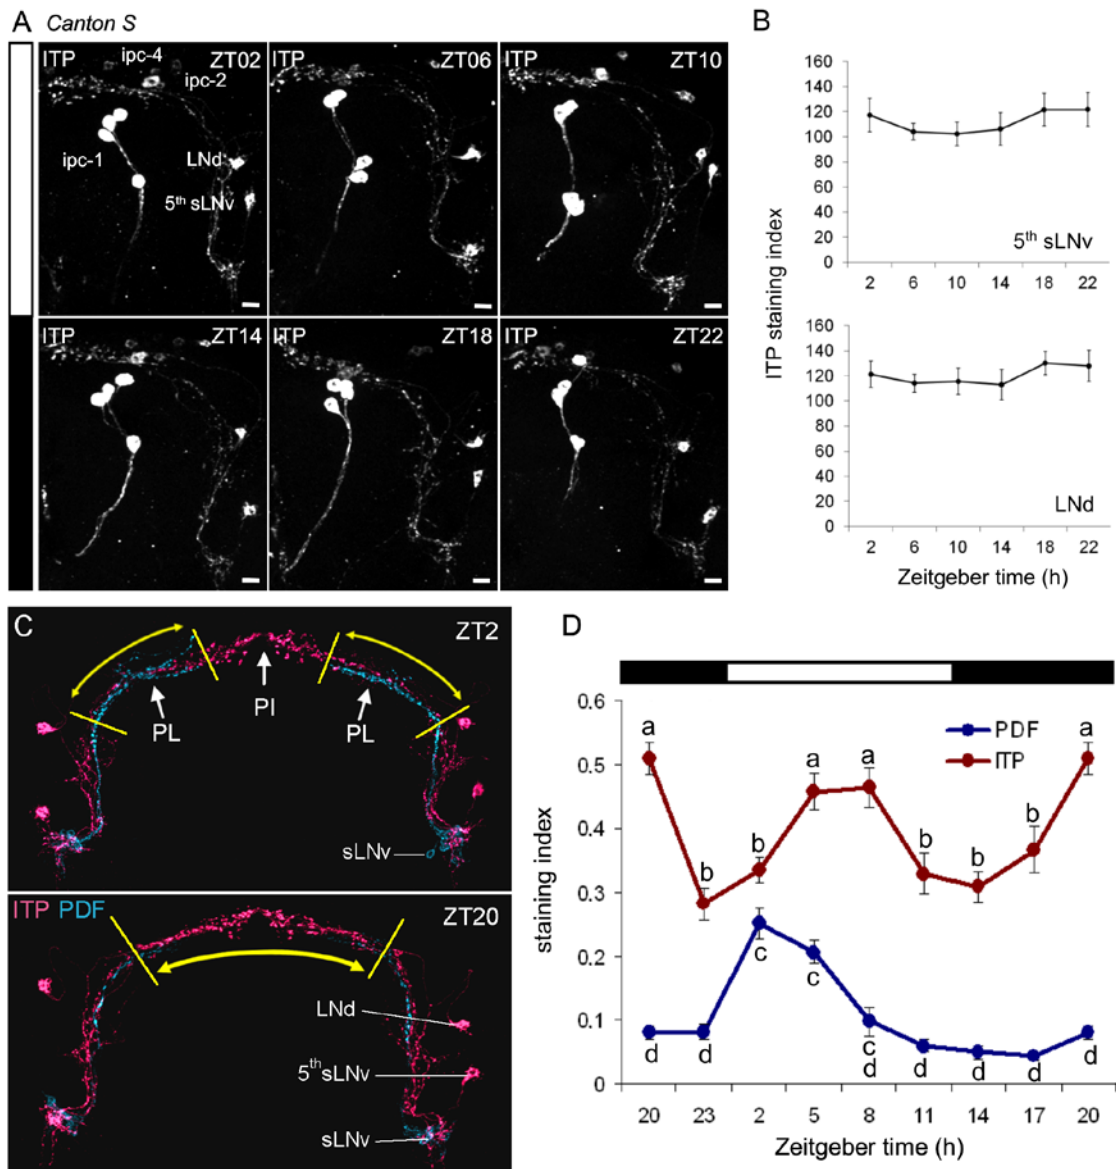 A Canton S
ITP ipc-4 ZT02
ipc-2
ipc-1
LNd
5th sLNv
ITP ZT06
ITP ZT10
ITP ZT14
ITP ZT18
ITP ZT22
B
ITP staining index
160
140
120
100
80
60
40
20
0
5th sLNv
2 6 10 14 18 22
160
140
120
100
80
60
40
20
0
LNd
2 6 10 14 18 22
Zeitgeber time (h)
C ZT2
PL PI PL
sLNv
ITP PDF ZT20
LNd
5th sLNv
sLNv
D
staining index
0.6
0.5
0.4
0.3
0.2
0.1
0
PDF
ITP
a b b a a b b b a
d d c c c d d d d d
20 23 2 5 8 11 14 17 20
Zeitgeber time (h)